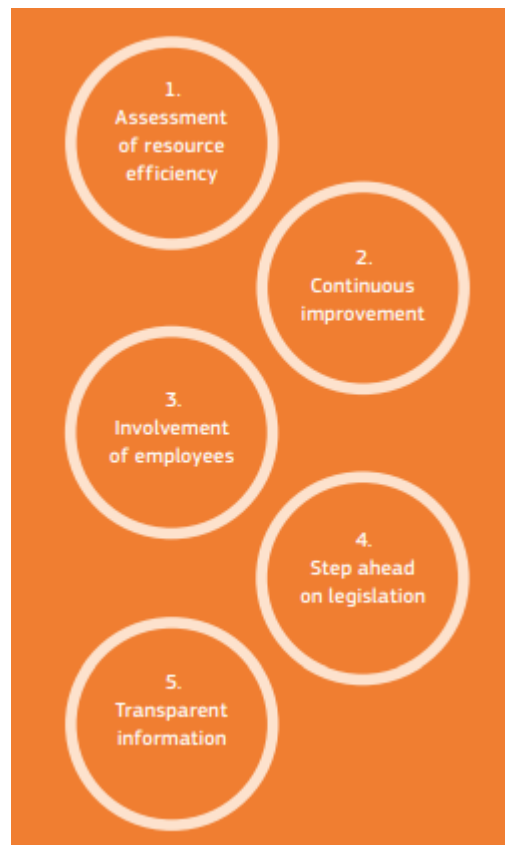 1.
Assessment
of resource
efficiency
2.
Continuous
improvement
3.
Involvement
of employees
4.
Step ahead
on legislation
5.
Transparent
information